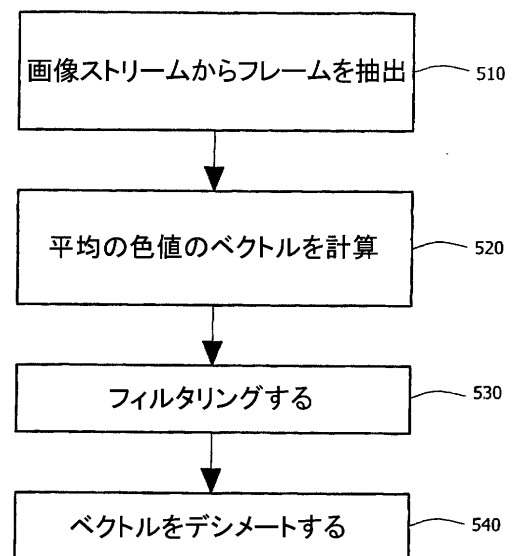 画像ストリームからフレームを抽出
510
平均の色値のベクトルを計算
520
フィルタリングする
530
ベクトルをデシメートする
540